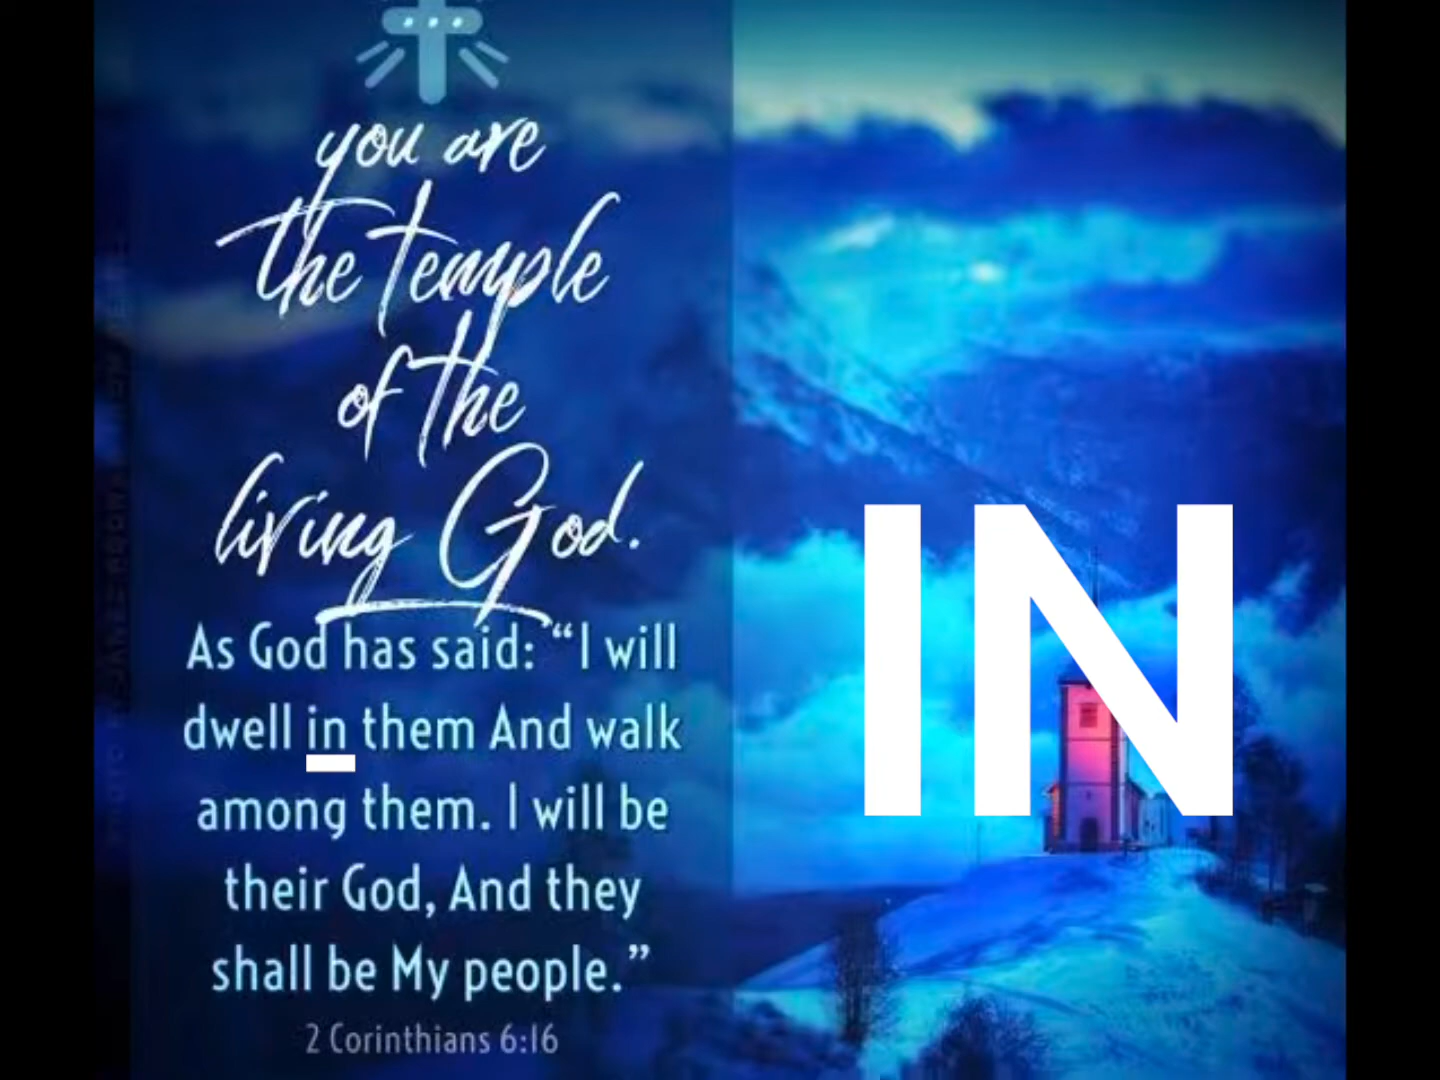 you are
the temple
of the
living God.
As God has said: “I will
dwell in them And walk
among them. I will be
their God, And they
shall be My people.”
2 Corinthians 6:16
IN